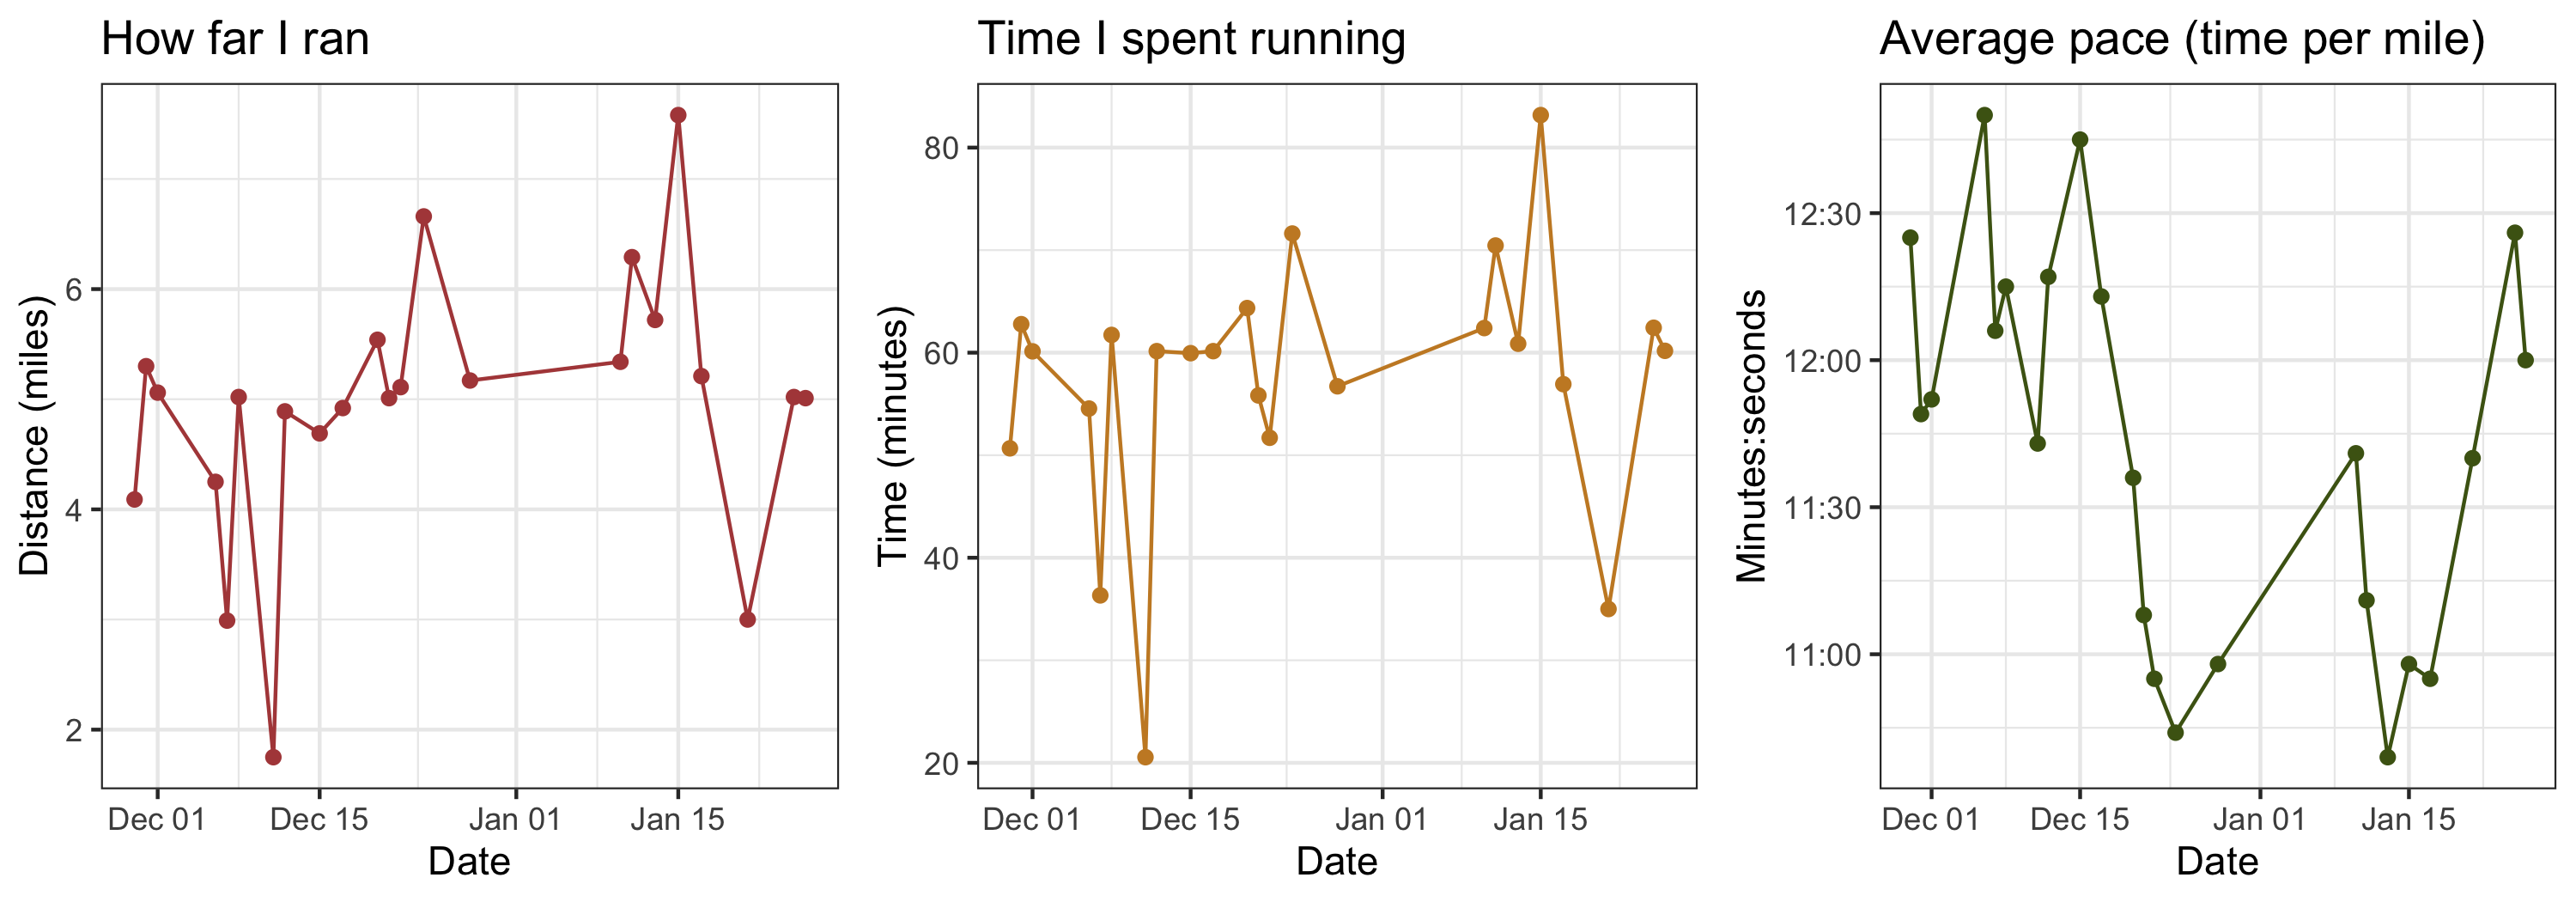 How far I ran
Distance (miles)
6
4
2
Dec 01 Dec 15 Jan 01 Jan 15
Date
Time I spent running
Time (minutes)
80
60
40
20
Dec 01 Dec 15 Jan 01 Jan 15
Date
Average pace (time per mile)
Minutes:seconds
12:30
12:00
11:30
11:00
Dec 01 Dec 15 Jan 01 Jan 15
Date